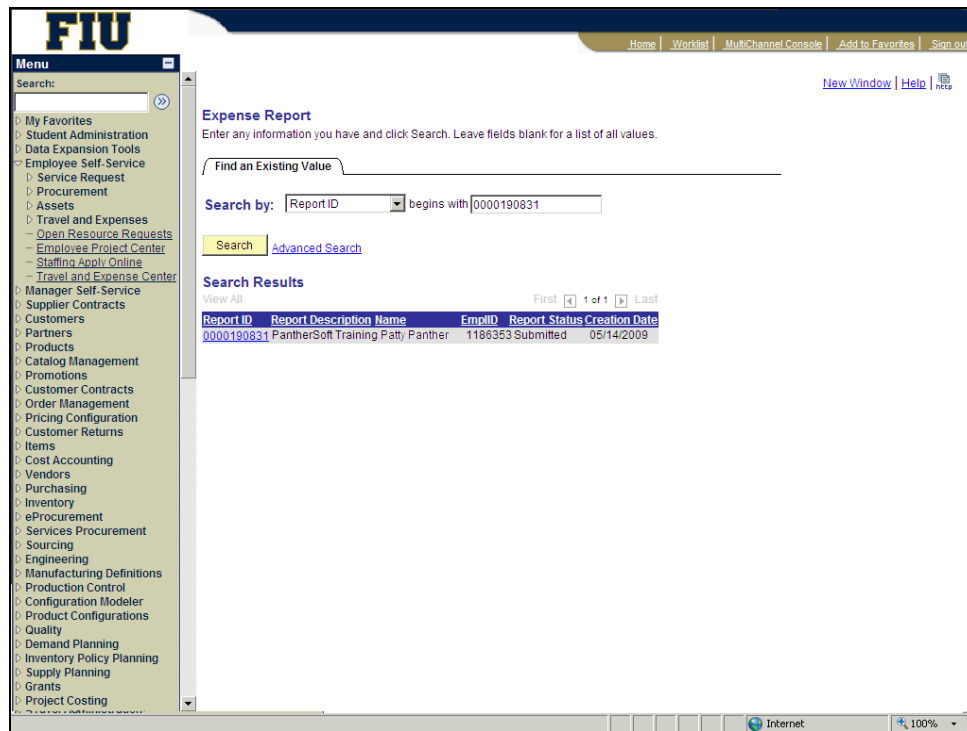 FIU
Home | Worklist | MultiChannel Console | Add to Favorites | Sign out
Menu
Search:
My Favorites
Student Administration
Data Expansion Tools
Employee Self-Service
Service Request
Procurement
Assets
Travel and Expenses
Open Resource Requests
Employee Project Center
Staffing Apply Online
Travel and Expense Center
Manager Self-Service
Supplier Contracts
Customers
Partners
Products
Catalog Management
Promotions
Customer Contracts
Order Management
Pricing Configuration
Customer Returns
Items
Cost Accounting
Vendors
Purchasing
Inventory
eProcurement
Services Procurement
Sourcing
Engineering
Manufacturing Definitions
Production Control
Configuration Modeler
Product Configurations
Quality
Demand Planning
Inventory Policy Planning
Supply Planning
Grants
Project Costing
New Window | Help | http
Expense Report
Enter any information you have and click Search. Leave fields blank for a list of all values.
Find an Existing Value
Search by: Report ID begins with 0000190831
Search Advanced Search
Search Results
View All First 1 of 1 Last
Report ID Report Description Name EmplID Report Status Creation Date
0000190831 PantherSoft Training Patty Panther 1186353 Submitted 05/14/2009
Internet 100%